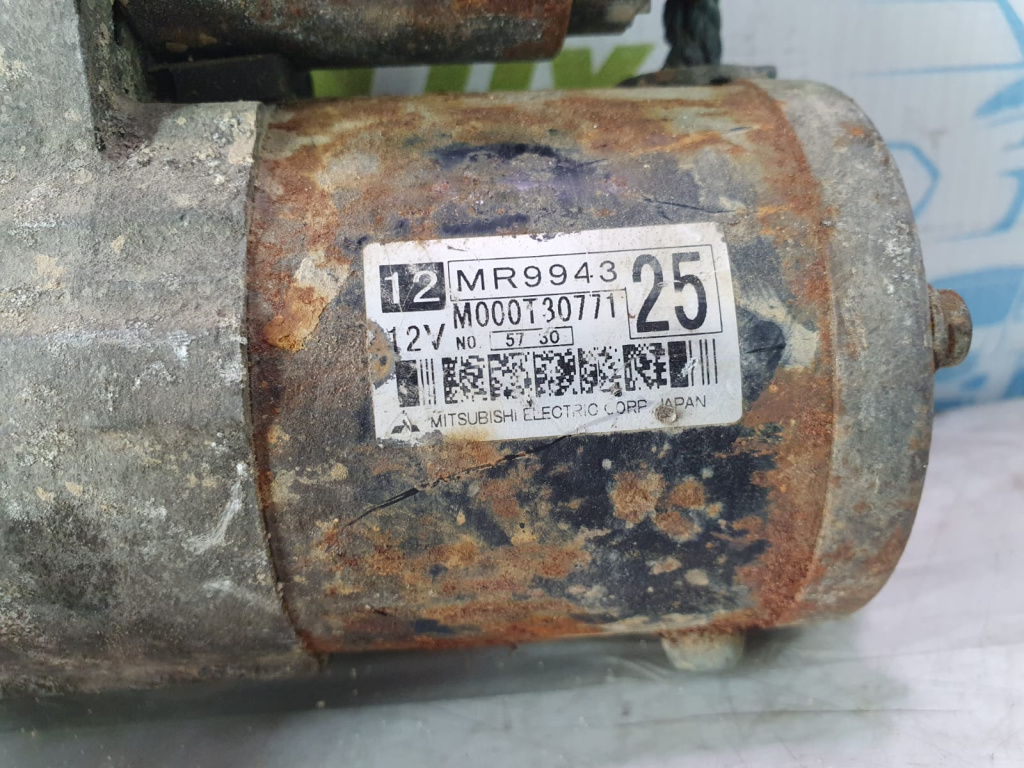 12 MR9943 25
M000T30771
12V NO. 57 30
MITSUBISHI ELECTRIC CORP. JAPAN